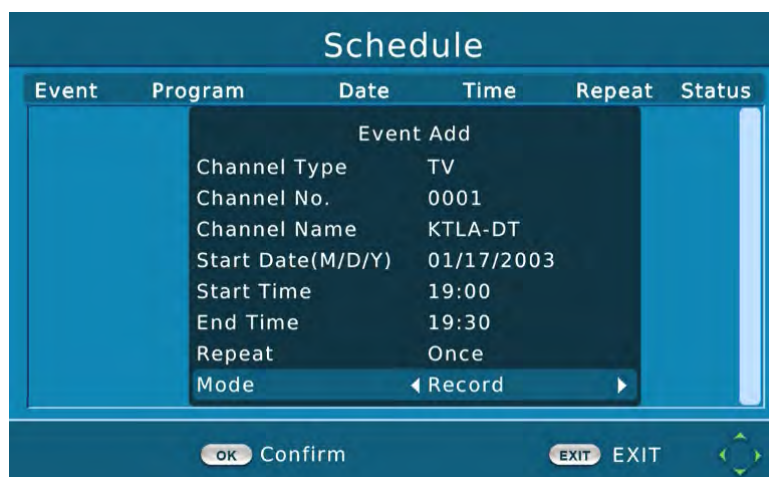 Schedule
Event Program Date Time Repeat Status
Event Add
Channel Type TV
Channel No. 0001
Channel Name KTLA-DT
Start Date(M/D/Y) 01/17/2003
Start Time 19:00
End Time 19:30
Repeat Once
Mode Record
OK Confirm EXIT EXIT